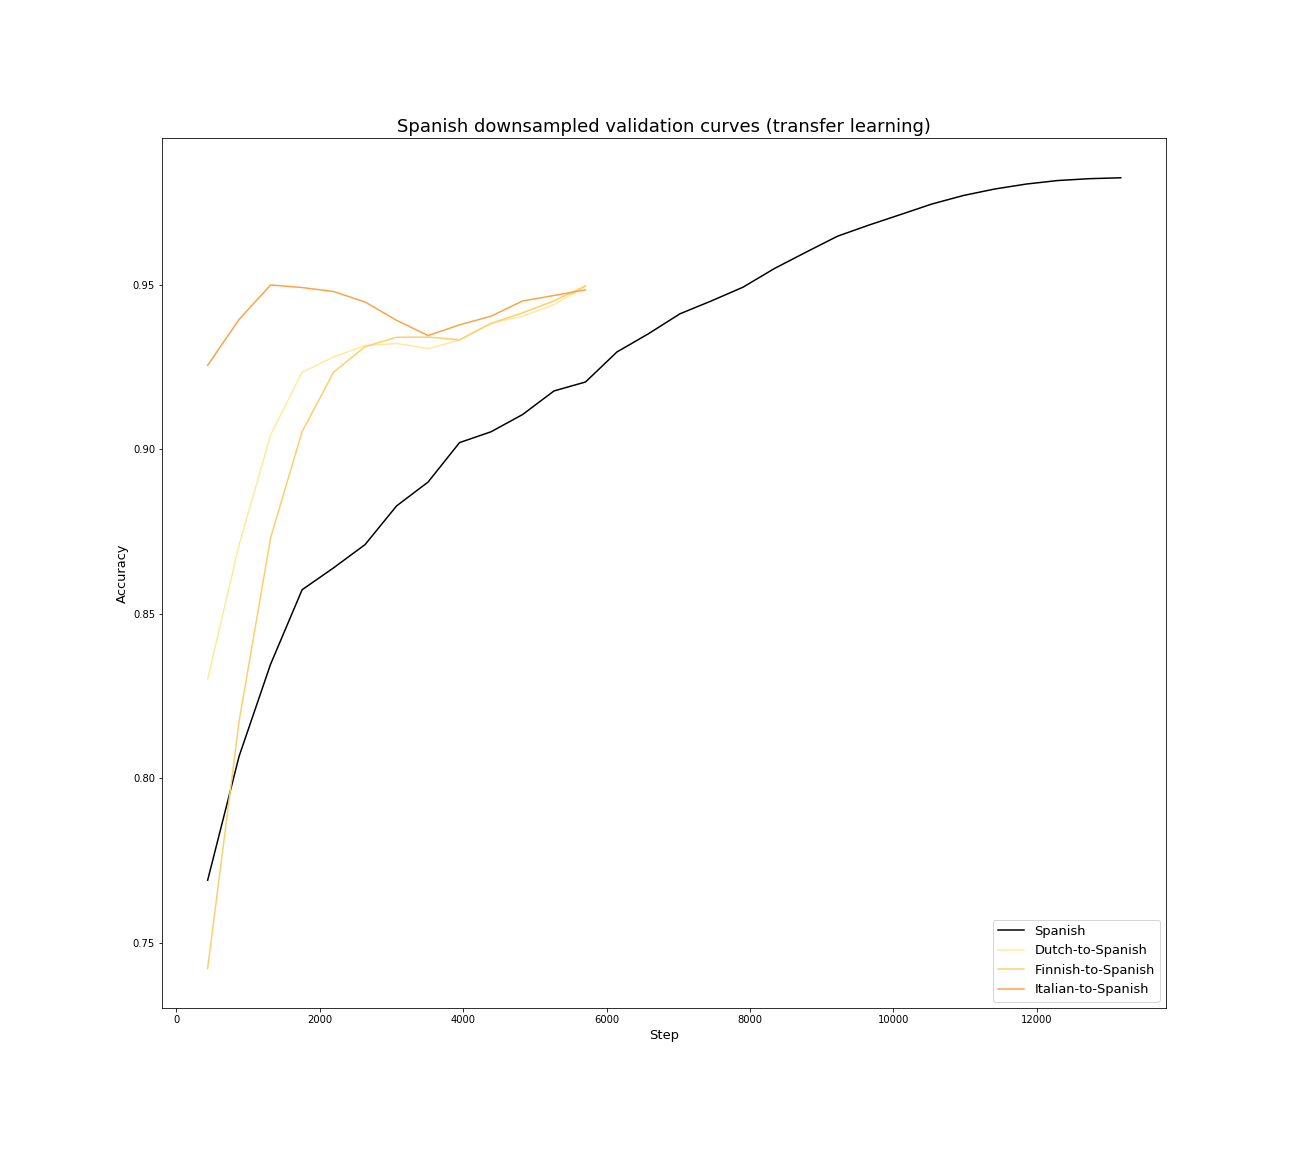 Spanish downsampled validation curves (transfer learning)
0.95
0.90
0.85
0.80
0.75
Accuracy
0
2000
4000
6000
8000
10000
12000
Step
Spanish
Dutch-to-Spanish
Finnish-to-Spanish
Italian-to-Spanish